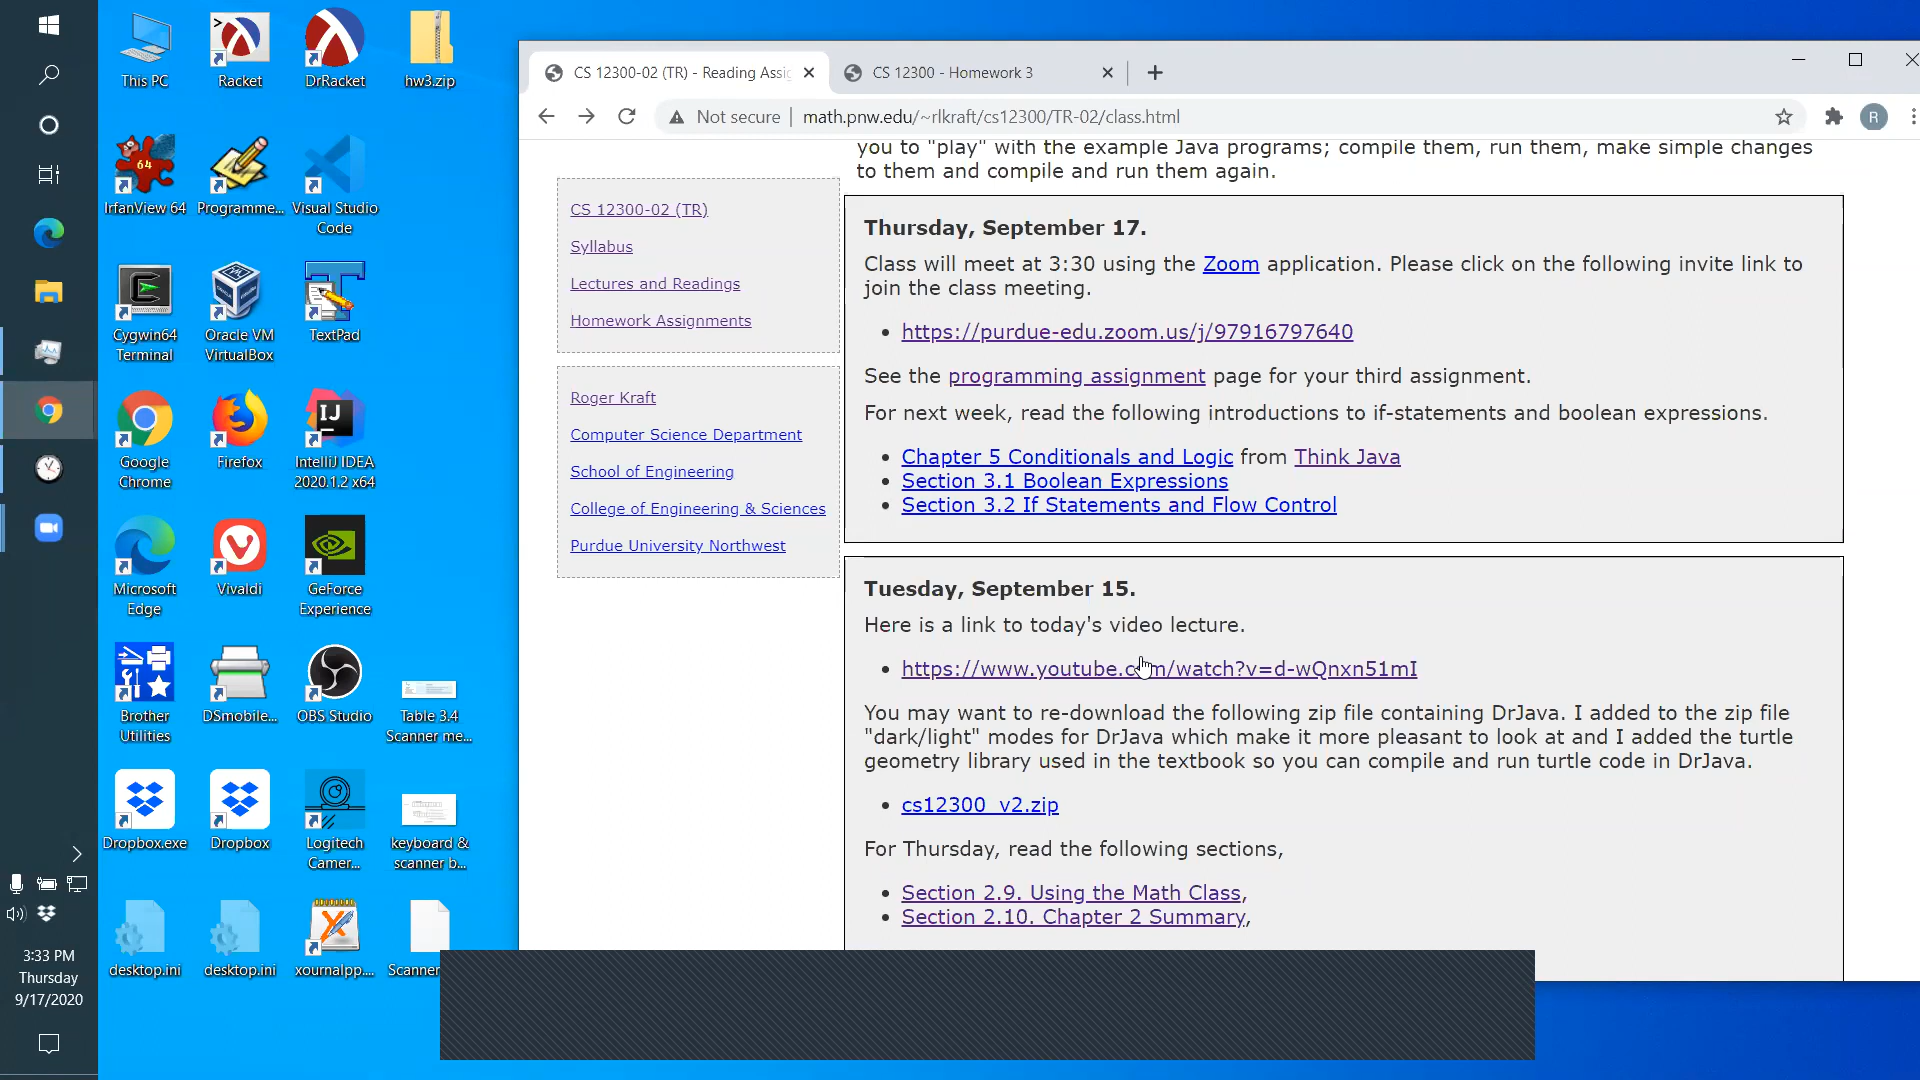 This PC
Racket
DrRacket
hw3.zip
IrfanView 64
Programme...
Visual Studio
Code
Cygwin64
Terminal
Oracle VM
VirtualBox
TextPad
Google
Chrome
Firefox
IntelliJ IDEA
2020.1.2 x64
Microsoft
Edge
Vivaldi
GeForce
Experience
Brother
Utilities
DSmobile...
OBS Studio
Table 3.4
Scanner me...
Dropbox.exe
Dropbox
Logitech
Camer...
keyboard &
scanner b...
desktop.ini
desktop.ini
xournalpp....
Scanner
3:33 PM
Thursday
9/17/2020
CS 12300-02 (TR) - Reading Assig
CS 12300 - Homework 3
Not secure
math.pnw.edu/~rlkraft/cs12300/TR-02/class.html
R
CS 12300-02 (TR)
Syllabus
Lectures and Readings
Homework Assignments
Roger Kraft
Computer Science Department
School of Engineering
College of Engineering & Sciences
Purdue University Northwest
you to "play" with the example Java programs; compile them, run them, make simple changes
to them and compile and run them again.
Thursday, September 17.
Class will meet at 3:30 using the Zoom application. Please click on the following invite link to
join the class meeting.
• https://purdue-edu.zoom.us/j/97916797640
See the programming assignment page for your third assignment.
For next week, read the following introductions to if-statements and boolean expressions.
• Chapter 5 Conditionals and Logic from Think Java
• Section 3.1 Boolean Expressions
• Section 3.2 If Statements and Flow Control
Tuesday, September 15.
Here is a link to today's video lecture.
• https://www.youtube.com/watch?v=d-wQnxn51mI
You may want to re-download the following zip file containing DrJava. I added to the zip file
"dark/light" modes for DrJava which make it more pleasant to look at and I added the turtle
geometry library used in the textbook so you can compile and run turtle code in DrJava.
• cs12300_v2.zip
For Thursday, read the following sections,
• Section 2.9. Using the Math Class,
• Section 2.10. Chapter 2 Summary,